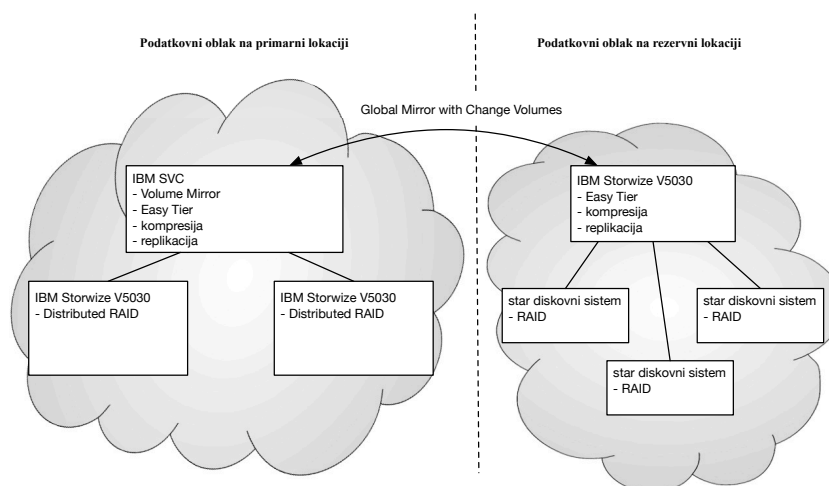 Podatkovni oblak na primarni lokaciji
Podatkovni oblak na rezervni lokaciji
Global Mirror with Change Volumes
IBM SVC
- Volume Mirror
- Easy Tier
- kompresija
- replikacija
IBM Storwize V5030
- Easy Tier
- kompresija
- replikacija
IBM Storwize V5030
- Distributed RAID
IBM Storwize V5030
- Distributed RAID
star diskovni sistem
- RAID
star diskovni sistem
- RAID
star diskovni sistem
- RAID